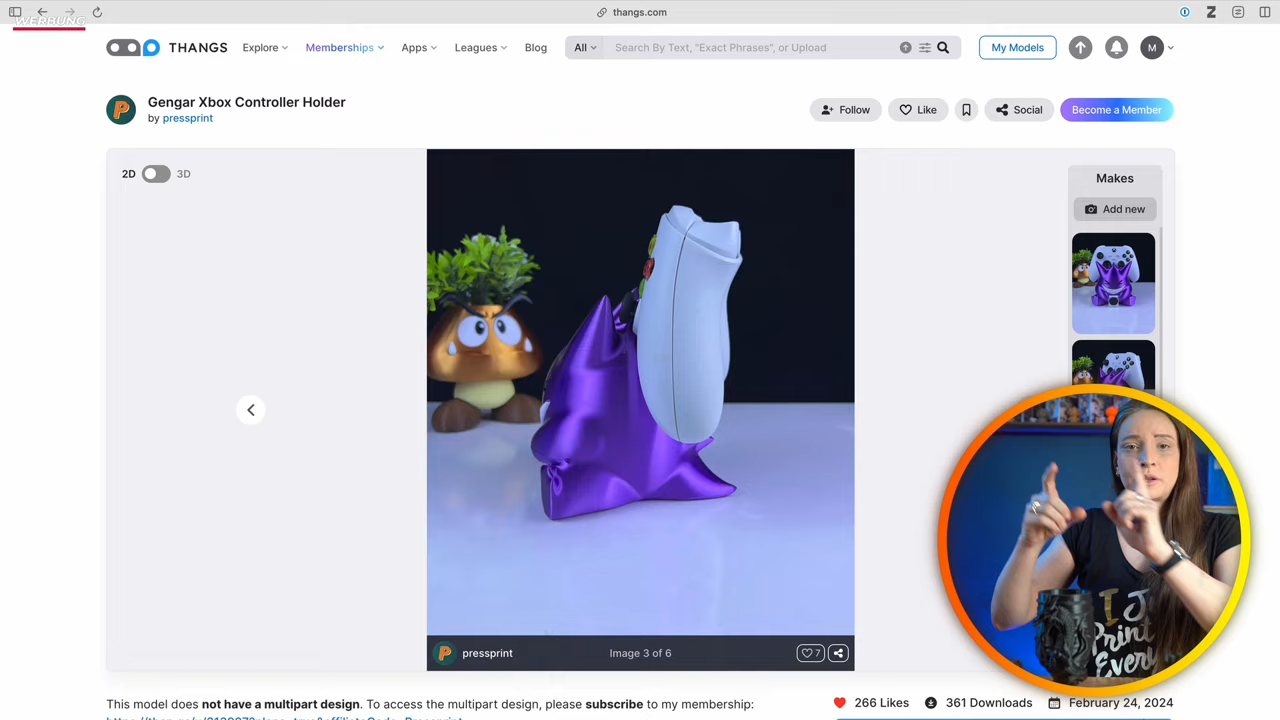 thangs.com
WERBUNG
THANGS
Explore
Memberships
Apps
Leagues
Blog
All
Search By Text, "Exact Phrases", or Upload
My Models
M
P
Gengar Xbox Controller Holder
by pressprint
Follow
Like
Social
Become a Member
2D
3D
Makes
Add new
P
pressprint
Image 3 of 6
7
I
Print
Every
This model does not have a multipart design. To access the multipart design, please subscribe to my membership:
266 Likes
361 Downloads
February 24, 2024